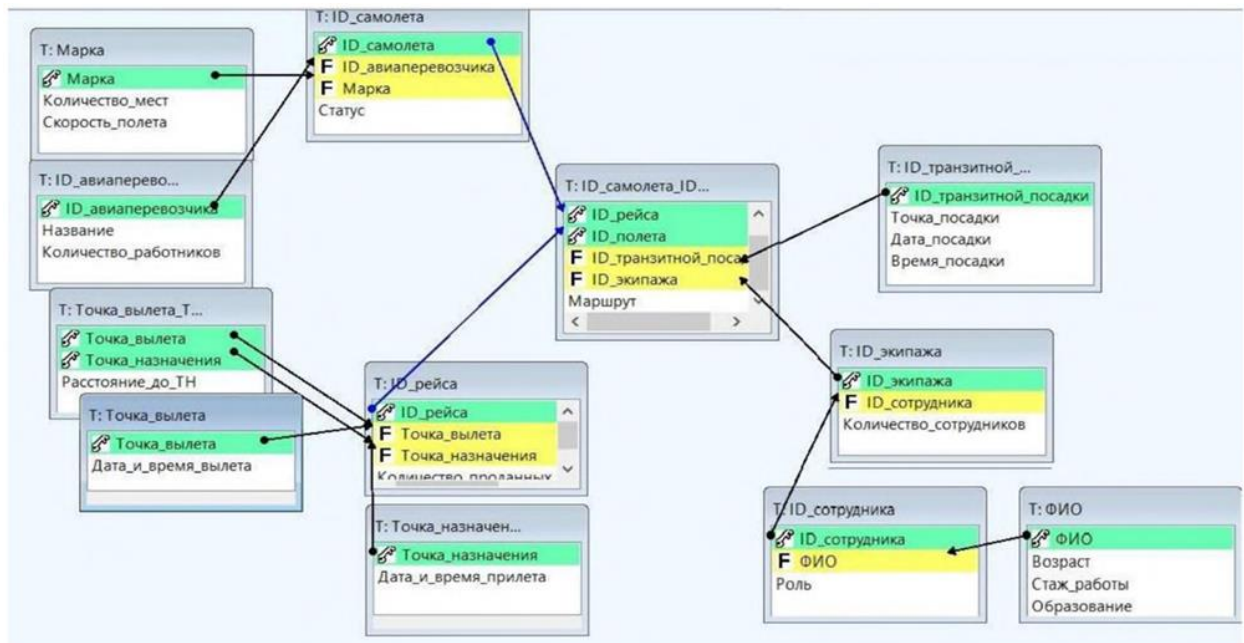 T: Марка
Марка
Количество_мест
Скорость_полета
T: ID_самолета
ID_самолета
F ID_авиаперевозчика
F Марка
Статус
T: ID_авиаперево...
ID_авиаперевозчика
Название
Количество_работников
T: Точка_вылета_Т...
Точка_вылета
Точка_назначения
Расстояние_до_ТН
T: Точка_вылета
Точка_вылета
Дата_и_время_вылета
T: ID_рейса
ID_рейса
F Точка_вылета
F Точка_назначения
Количество_проданных
T: Точка_назначен...
Точка_назначения
Дата_и_время_прилета
T: ID_самолета_ID...
ID_рейса
ID_полета
F ID_транзитной_поса
F ID_экипажа
Маршрут
T: ID_транзитной_...
ID_транзитной_посадки
Точка_посадки
Дата_посадки
Время_посадки
T: ID_экипажа
ID_экипажа
F ID_сотрудника
Количество_сотрудников
T: ID_сотрудника
ID_сотрудника
F ФИО
Роль
T: ФИО
ФИО
Возраст
Стаж_работы
Образование